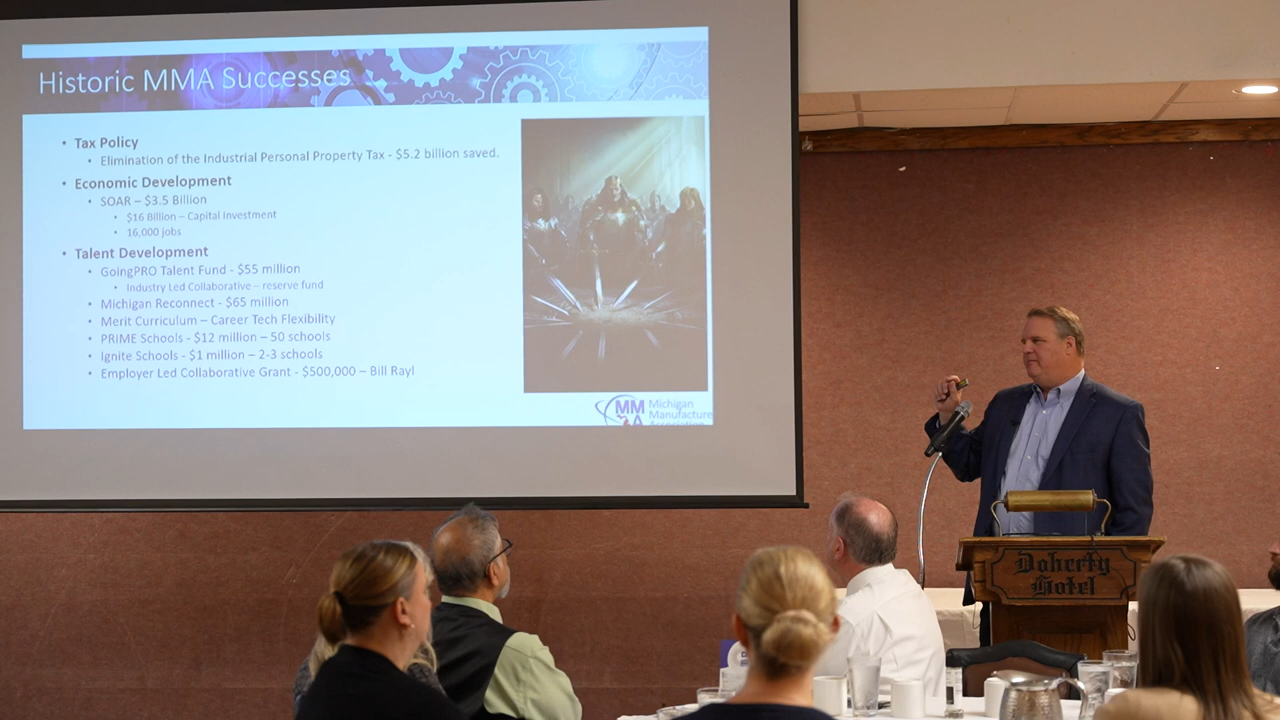 Historic MMA Successes
• Tax Policy
• Elimination of the Industrial Personal Property Tax - $5.2 billion saved.
• Economic Development
• SOAR – $3.5 Billion
• $16 Billion – Capital Investment
• 16,000 jobs
• Talent Development
• GoingPRO Talent Fund - $55 million
• Industry Led Collaborative – reserve fund
• Michigan Reconnect - $65 million
• Merit Curriculum – Career Tech Flexibility
• PRIME Schools - $12 million – 50 schools
• Ignite Schools - $1 million – 2-3 schools
• Employer Led Collaborative Grant - $500,000 – Bill Rayl
MMA
Michigan
Manufacture
Association
Doherty
Hotel